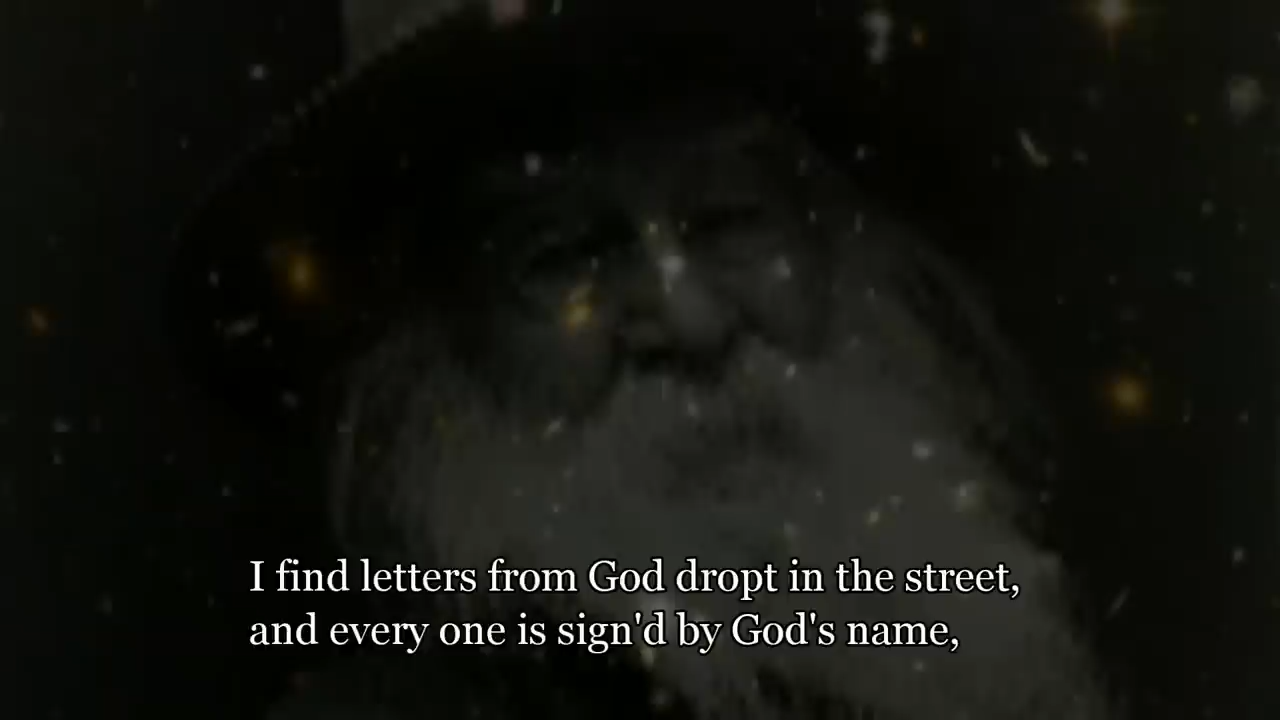 I find letters from God dropt in the street,
and every one is sign'd by God's name,